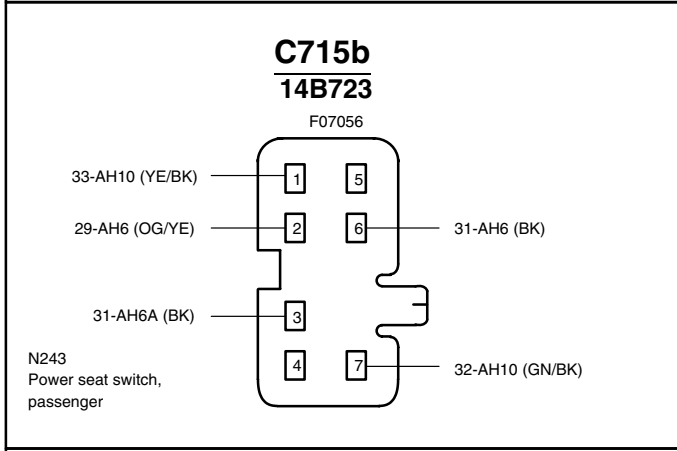 C715b
14B723
F07056
33-AH10 (YE/BK)
1
5
29-AH6 (OG/YE)
2
6
31-AH6 (BK)
31-AH6A (BK)
3
4
7
32-AH10 (GN/BK)
N243
Power seat switch,
passenger